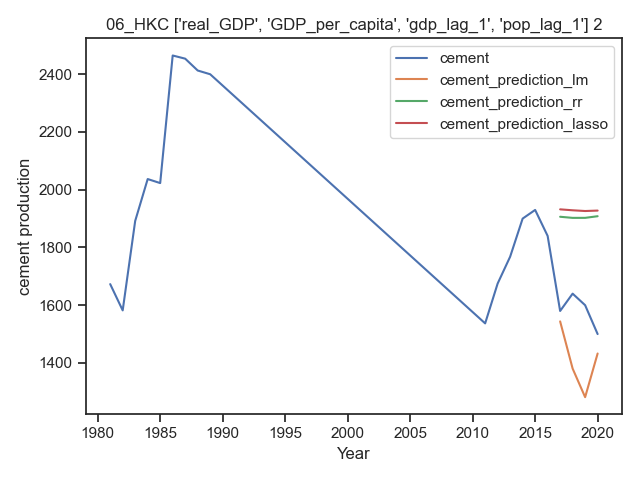 06_HKC ['real_GDP', 'GDP_per_capita', 'gdp_lag_1', 'pop_lag_1'] 2
cement
cement_prediction_lm
cement_prediction_rr
cement_prediction_lasso
cement production
2400
2200
2000
1800
1600
1400
1980 1985 1990 1995 2000 2005 2010 2015 2020
Year